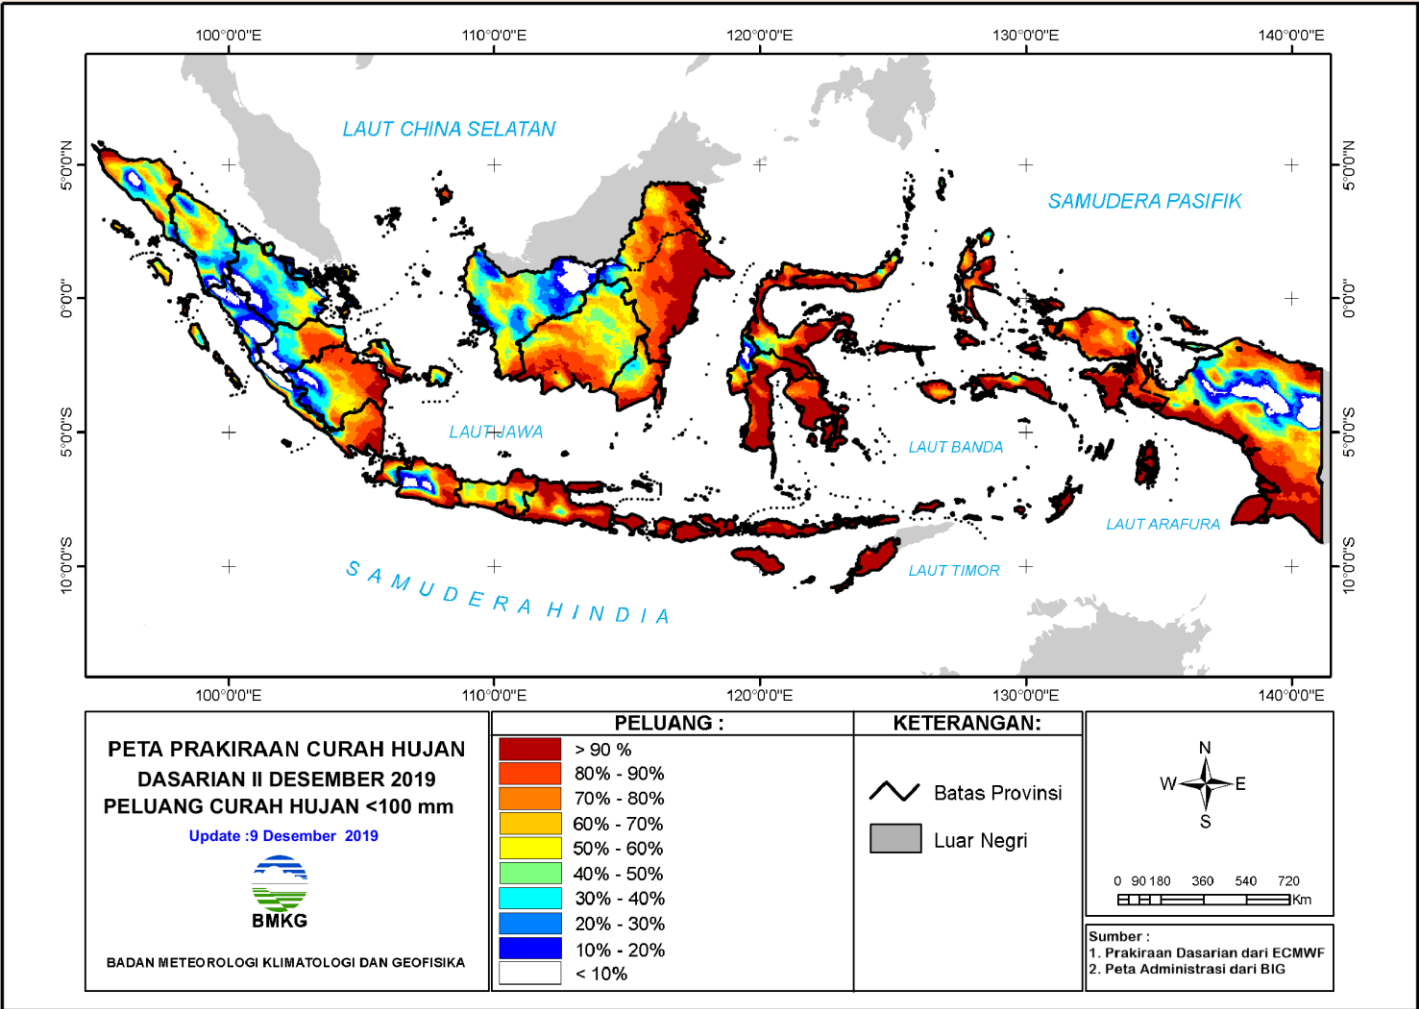 100°0'0"E 110°0'0"E 120°0'0"E 130°0'0"E 140°0'0"E
LAUT CHINA SELATAN
5°0'0"N 5°0'0"N
SAMUDERA PASIFIK
0°0'0" 0°0'0"
LAUT JAWA
5°0'0"S 5°0'0"S
LAUT BANDA
LAUT ARAFURA
10°0'0"S 10°0'0"S
LAUT TIMOR
SAMUDERA HINDIA
100°0'0"E 110°0'0"E 120°0'0"E 130°0'0"E 140°0'0"E
PETA PRAKIRAAN CURAH HUJAN
DASARIAN II DESEMBER 2019
PELUANG CURAH HUJAN <100 mm
Update :9 Desember 2019
BMKG
BADAN METEOROLOGI KLIMATOLOGI DAN GEOFISIKA
PELUANG :
> 90 %
80% - 90%
70% - 80%
60% - 70%
50% - 60%
40% - 50%
30% - 40%
20% - 30%
10% - 20%
< 10%
KETERANGAN:
Batas Provinsi
Luar Negri
N
W E
S
0 90 180 360 540 720
Km
Sumber :
1. Prakiraan Dasarian dari ECMWF
2. Peta Administrasi dari BIG